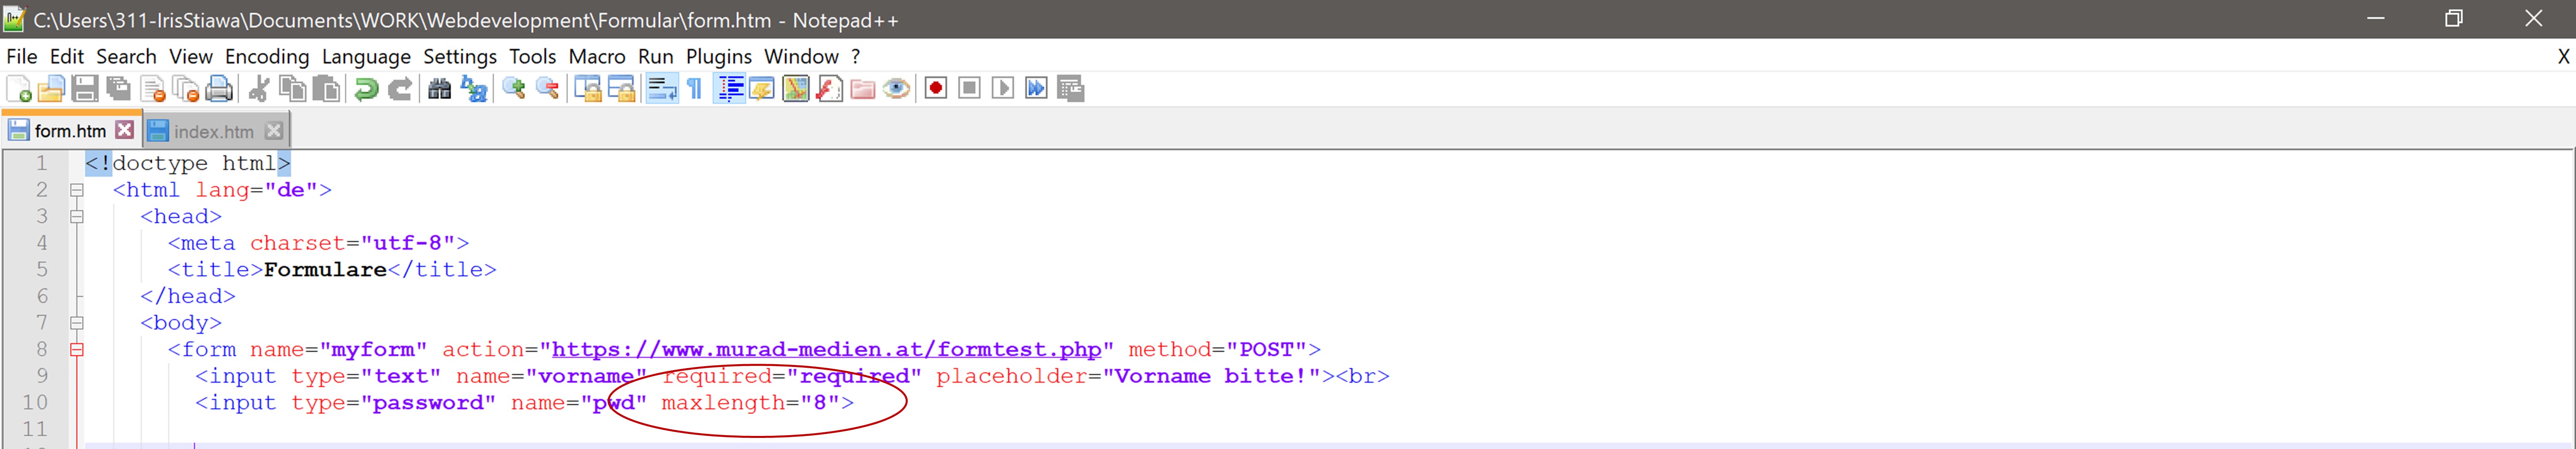 C:\Users\311-IrisStiawa\Documents\WORK\Webdevelopment\Formular\form.htm - Notepad++
File Edit Search View Encoding Language Settings Tools Macro Run Plugins Window ? X
form.htm index.htm
1 <!doctype html>
2 <html lang="de">
3 <head>
4 <meta charset="utf-8">
5 <title>Formulare</title>
6 </head>
7 <body>
8 <form name="myform" action="https://www.murad-medien.at/formtest.php" method="POST">
9 <input type="text" name="vorname" required="required" placeholder="Vorname bitte!"><br>
10 <input type="password" name="pwd" maxlength="8">
11